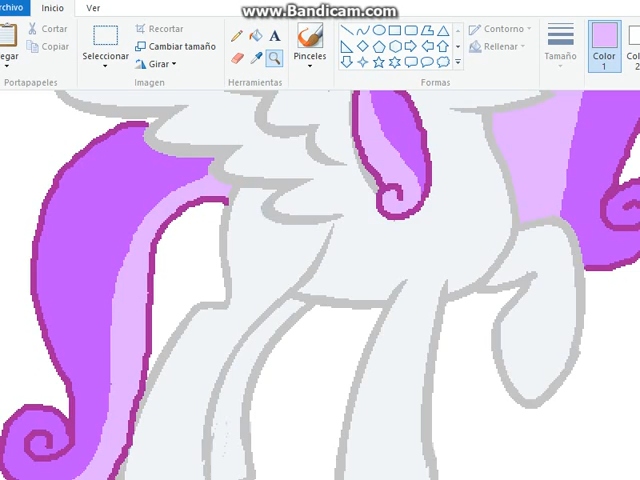 www.Bandicam.com
Archivo Inicio Ver
Cortar
Copiar
Portapapeles
Seleccionar
Recortar
Cambiar tamaño
Girar
Imagen
A
Herramientas
Pinceles
Contorno
Rellenar
Formas
Tamaño
Color
1